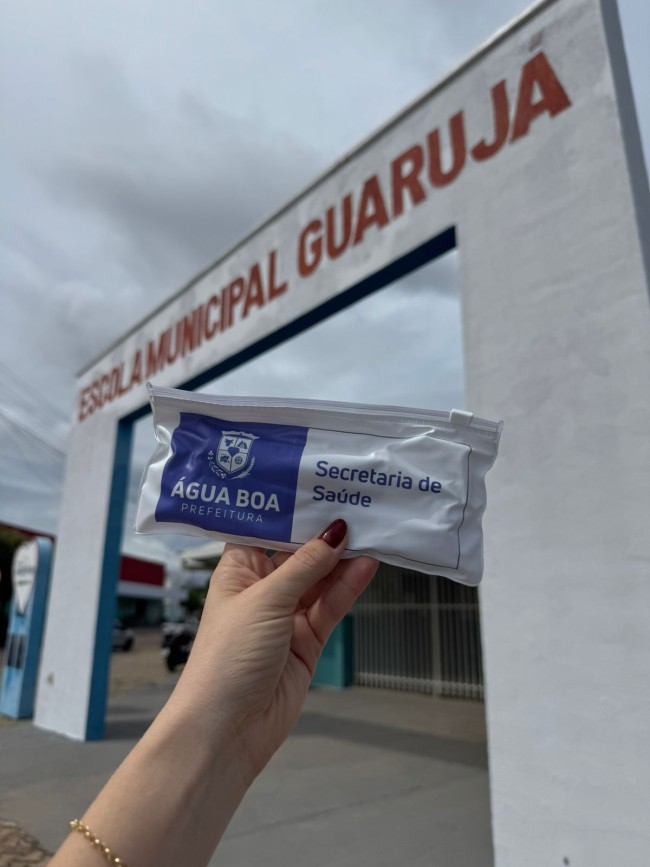 ESCOLA MUNICIPAL GUARUJÁ
ÁGUA BOA
PREFEITURA
Secretaria de
Saúde